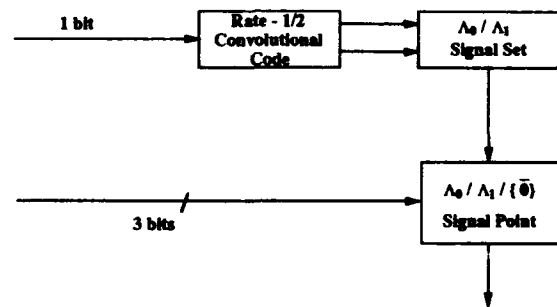 1 bit
Rate - 1/2
Convolutional
Code
Λ₀ / Λ₁
Signal Set
3 bits
Λ₀ / Λ₁ / {0̄}
Signal Point